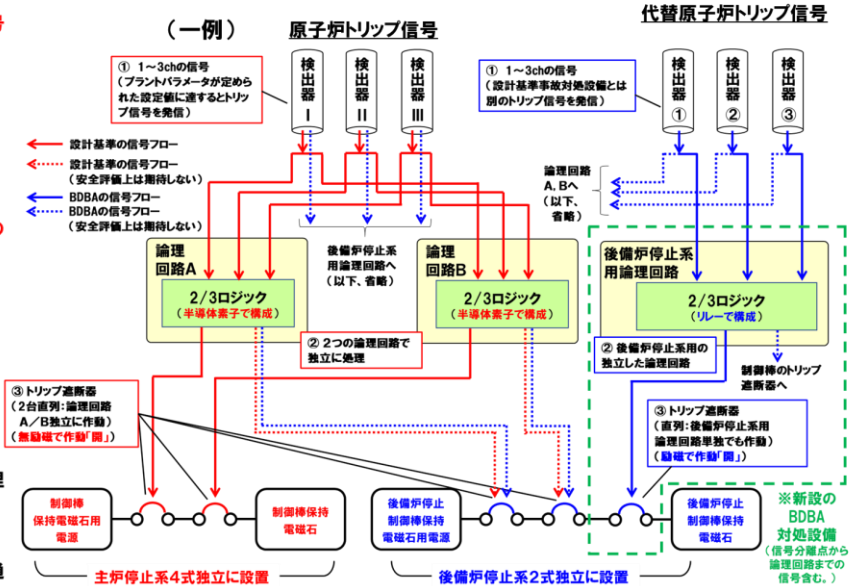 号
(一例)
原子炉トリップ信号
代替原子炉トリップ信号
① 1～3chの信号
(プラントパラメータが定めら
れた設定値に達するとトリッ
プ信号を発信)
検出器
Ⅰ
検出器
Ⅱ
検出器
Ⅲ
① 1～3chの信号
(設計基準事故対処設備とは
別のトリップ信号を発信)
検出器
①
検出器
②
検出器
③
設計基準の信号フロー
設計基準の信号フロー
(安全評価上は期待しない)
BDBAの信号フロー
BDBAの信号フロー
(安全評価上は期待しない)
の
論理回路
A, Bへ
(以下、
省略)
論理
回路A
2/3ロジック
(半導体素子で構成)
後備炉停止系
用論理回路へ
(以下、省略)
論理
回路B
2/3ロジック
(半導体素子で構成)
後備炉停止系
用論理回路
2/3ロジック
(リレーで構成)
② 2つの論理回路で
独立に処理
② 後備炉停止系用の
独立した論理回路
制御棒のトリップ
遮断器へ
③ トリップ遮断器
(2台直列:論理回路
A/B独立に作動)
(無励磁で作動「開」)
③ トリップ遮断器
(直列:後備炉停止系用
論理回路単独でも作動)
(励磁で作動「開」)
理
制御棒
保持電磁石用
電源
制御棒保持
電磁石
後備炉停止
制御棒保持
電磁石用電源
後備炉停止
制御棒保持
電磁石
※新設の
BDBA
対処設備
(信号分離点から
論理回路までの
信号含む。)
通
主炉停止系4式独立に設置
後備炉停止系2式独立に設置